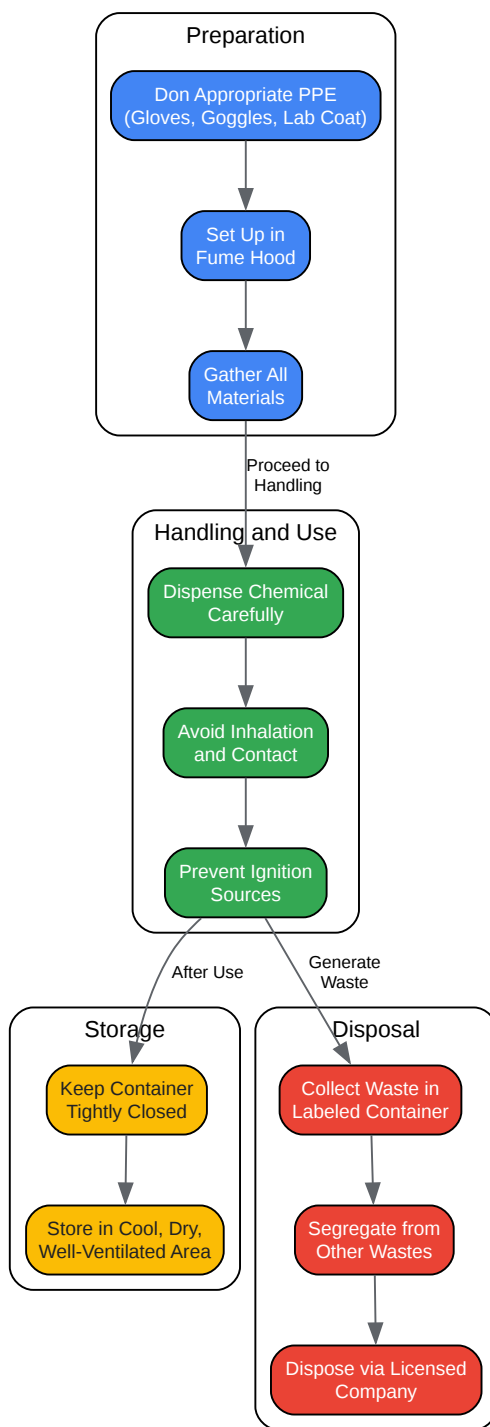 Preparation
Don Appropriate PPE
(Gloves, Goggles, Lab Coat)
Set Up in
Fume Hood
Gather All
Materials
Proceed to
Handling
Handling and Use
Dispense Chemical
Carefully
Avoid Inhalation
and Contact
Prevent Ignition
Sources
After Use
Generate
Waste
Storage
Keep Container
Tightly Closed
Store in Cool, Dry,
Well-Ventilated Area
Disposal
Collect Waste in
Labeled Container
Segregate from
Other Wastes
Dispose via Licensed
Company